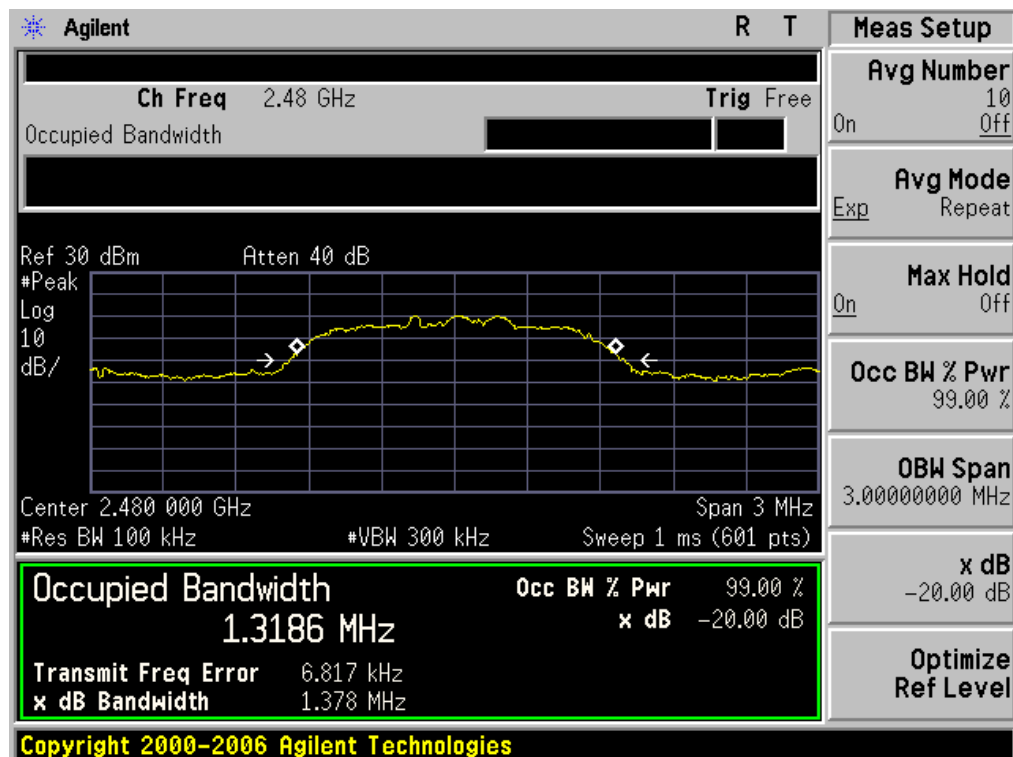 Agilent R T
Ch Freq 2.48 GHz Trig Free
Occupied Bandwidth
Ref 30 dBm Atten 40 dB
#Peak
Log
10
dB/
Center 2.480 000 GHz Span 3 MHz
#Res BW 100 kHz #VBW 300 kHz Sweep 1 ms (601 pts)
Occupied Bandwidth
1.3186 MHz
Occ BW % Pwr 99.00 %
x dB -20.00 dB
Transmit Freq Error 6.817 kHz
x dB Bandwidth 1.378 MHz
Copyright 2000-2006 Agilent Technologies
Meas Setup
Avg Number
10
On Off
Avg Mode
Exp Repeat
Max Hold
On Off
Occ BW % Pwr
99.00 %
OBW Span
3.00000000 MHz
x dB
-20.00 dB
Optimize
Ref Level